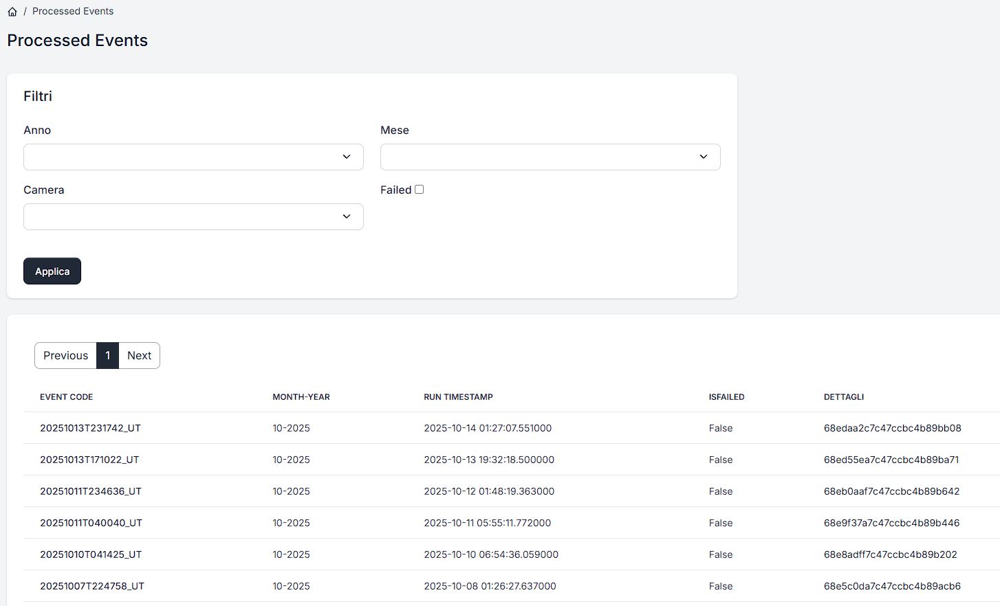 / Processed Events
Processed Events
Filtri
Anno Mese
Camera Failed
Applica
Previous 1 Next
EVENT CODE MONTH-YEAR RUN TIMESTAMP ISFAILED DETTAGLI
20251013T231742_UT 10-2025 2025-10-14 01:27:07.551000 False 68edaa2c7c47ccbc4b89bb08
20251013T171022_UT 10-2025 2025-10-13 19:32:18.500000 False 68ed55ea7c47ccbc4b89ba71
20251011T234636_UT 10-2025 2025-10-12 01:48:19.363000 False 68eb0aaf7c47ccbc4b89b642
20251011T040040_UT 10-2025 2025-10-11 05:55:11.772000 False 68e9f37a7c47ccbc4b89b446
20251010T041425_UT 10-2025 2025-10-10 06:54:36.059000 False 68e8adff7c47ccbc4b89b202
20251007T224758_UT 10-2025 2025-10-08 01:26:27.637000 False 68e5c0da7c47ccbc4b89acb6